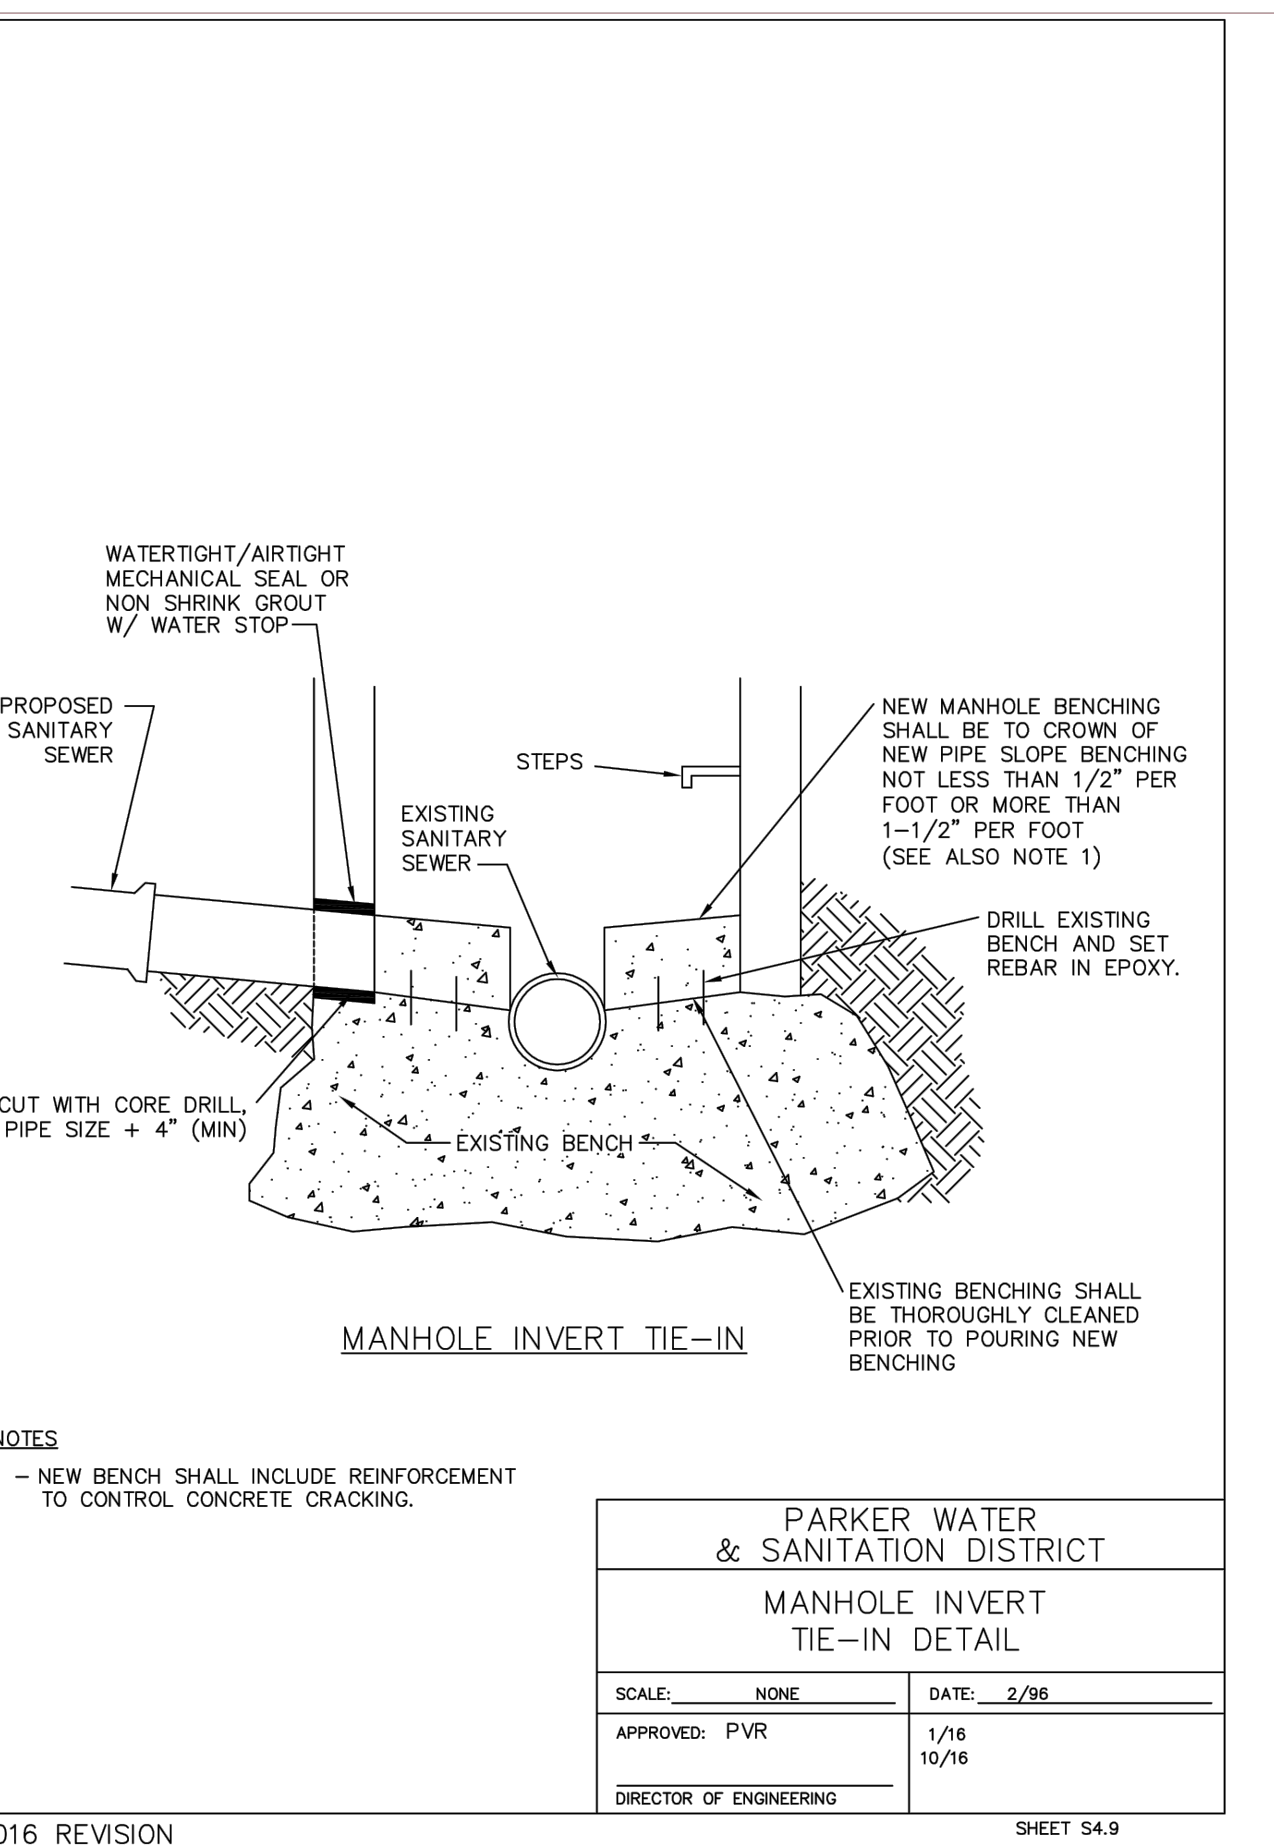 WATERTIGHT/AIRTIGHT
MECHANICAL SEAL OR
NON SHRINK GROUT
W/ WATER STOP
PROPOSED
SANITARY
SEWER
STEPS
EXISTING
SANITARY
SEWER
NEW MANHOLE BENCHING
SHALL BE TO CROWN OF
NEW PIPE SLOPE BENCHING
NOT LESS THAN 1/2" PER
FOOT OR MORE THAN
1-1/2" PER FOOT
(SEE ALSO NOTE 1)
DRILL EXISTING
BENCH AND SET
REBAR IN EPOXY.
CUT WITH CORE DRILL,
PIPE SIZE + 4" (MIN)
EXISTING BENCH
EXISTING BENCHING SHALL
BE THOROUGHLY CLEANED
PRIOR TO POURING NEW
BENCHING
MANHOLE INVERT TIE-IN
NOTES
- NEW BENCH SHALL INCLUDE REINFORCEMENT
TO CONTROL CONCRETE CRACKING.
PARKER WATER
& SANITATION DISTRICT
MANHOLE INVERT
TIE-IN DETAIL
SCALE: NONE
DATE: 2/96
APPROVED: PVR
1/16
10/16
DIRECTOR OF ENGINEERING
016 REVISION
SHEET S4.9